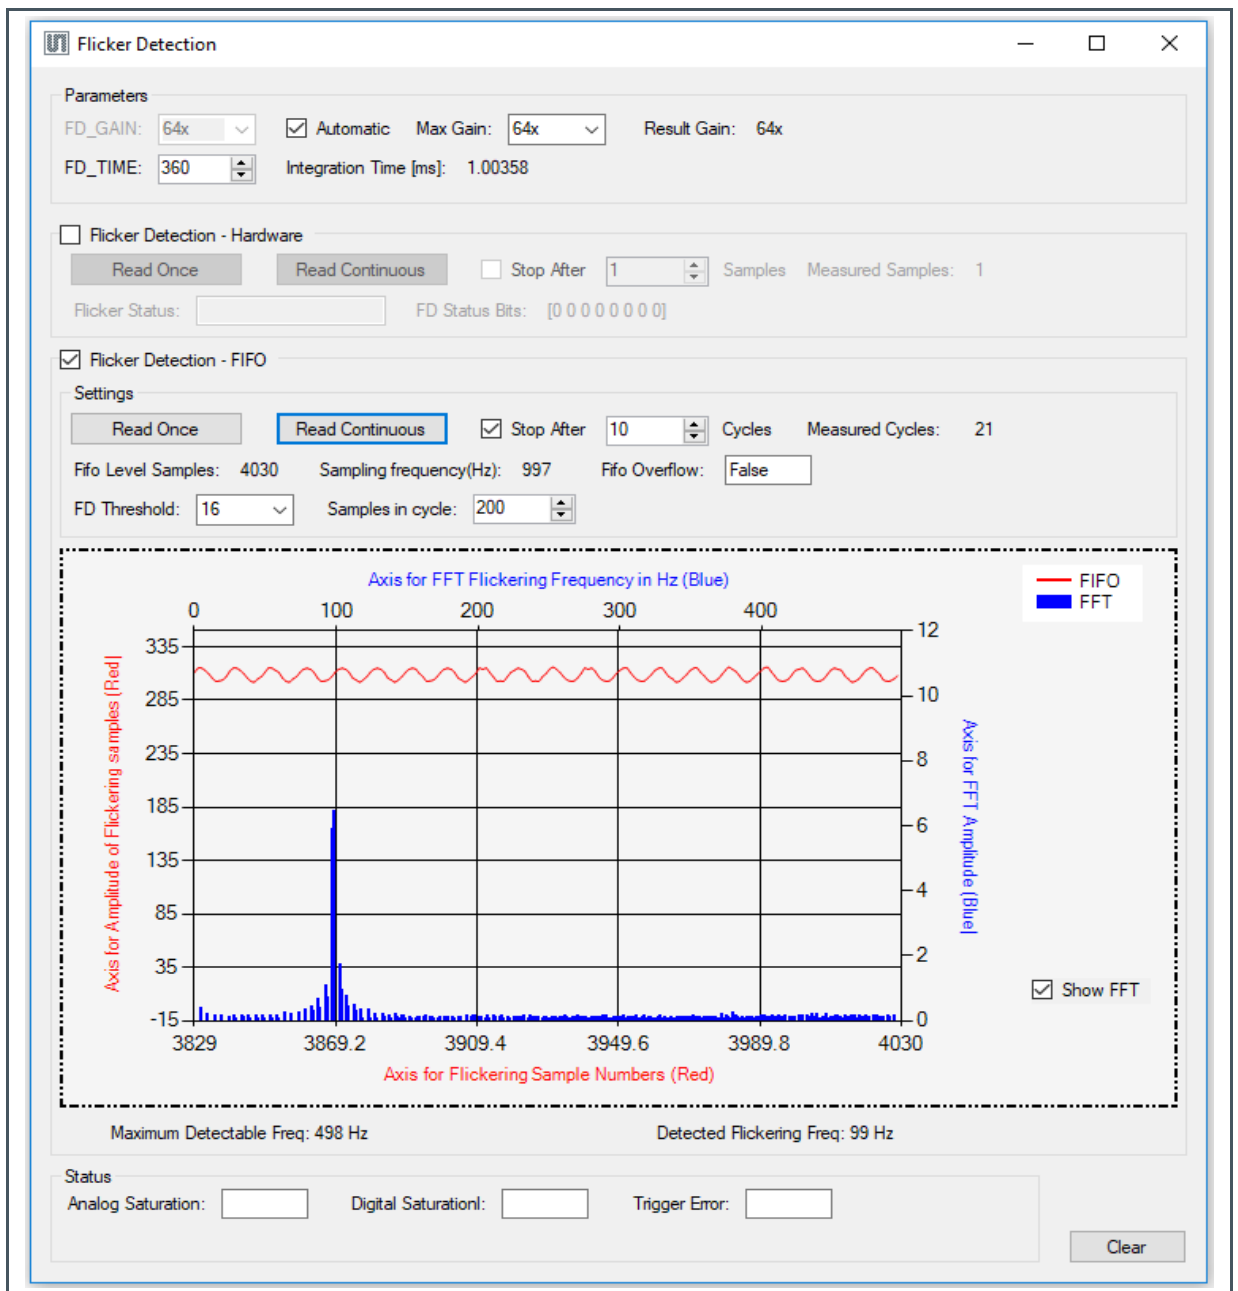 Flicker Detection
Parameters
FD_GAIN: 64x Automatic Max Gain: 64x Result Gain: 64x
FD_TIME: 360 Integration Time [ms]: 1.00358
Flicker Detection - Hardware
Read Once Read Continuous Stop After 1 Samples Measured Samples: 1
Flicker Status: FD Status Bits: [0 0 0 0 0 0 0 0]
Flicker Detection - FIFO
Settings
Read Once Read Continuous Stop After 10 Cycles Measured Cycles: 21
Fifo Level Samples: 4030 Sampling frequency(Hz): 997 Fifo Overflow: False
FD Threshold: 16 Samples in cycle: 200
Axis for FFT Flickering Frequency in Hz (Blue)
FIFO
FFT
0 100 200 300 400
335
285
235
185
135
85
35
-15
Axis for Amplitude of Flickering samples (Red)
12
10
8
6
4
2
0
Axis for FFT Amplitude (Blue)
Show FFT
3829 3869.2 3909.4 3949.6 3989.8 4030
Axis for Flickering Sample Numbers (Red)
Maximum Detectable Freq: 498 Hz Detected Flickering Freq: 99 Hz
Status
Analog Saturation: Digital Saturationl: Trigger Error:
Clear